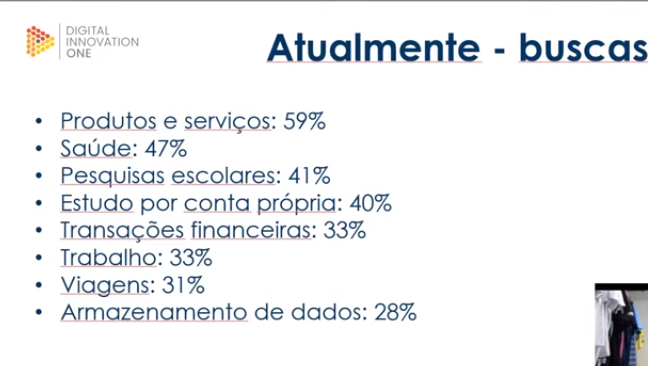 DIGITAL
INNOVATION
ONE
Atualmente - buscas
• Produtos e serviços: 59%
• Saúde: 47%
• Pesquisas escolares: 41%
• Estudo por conta própria: 40%
• Transações financeiras: 33%
• Trabalho: 33%
• Viagens: 31%
• Armazenamento de dados: 28%